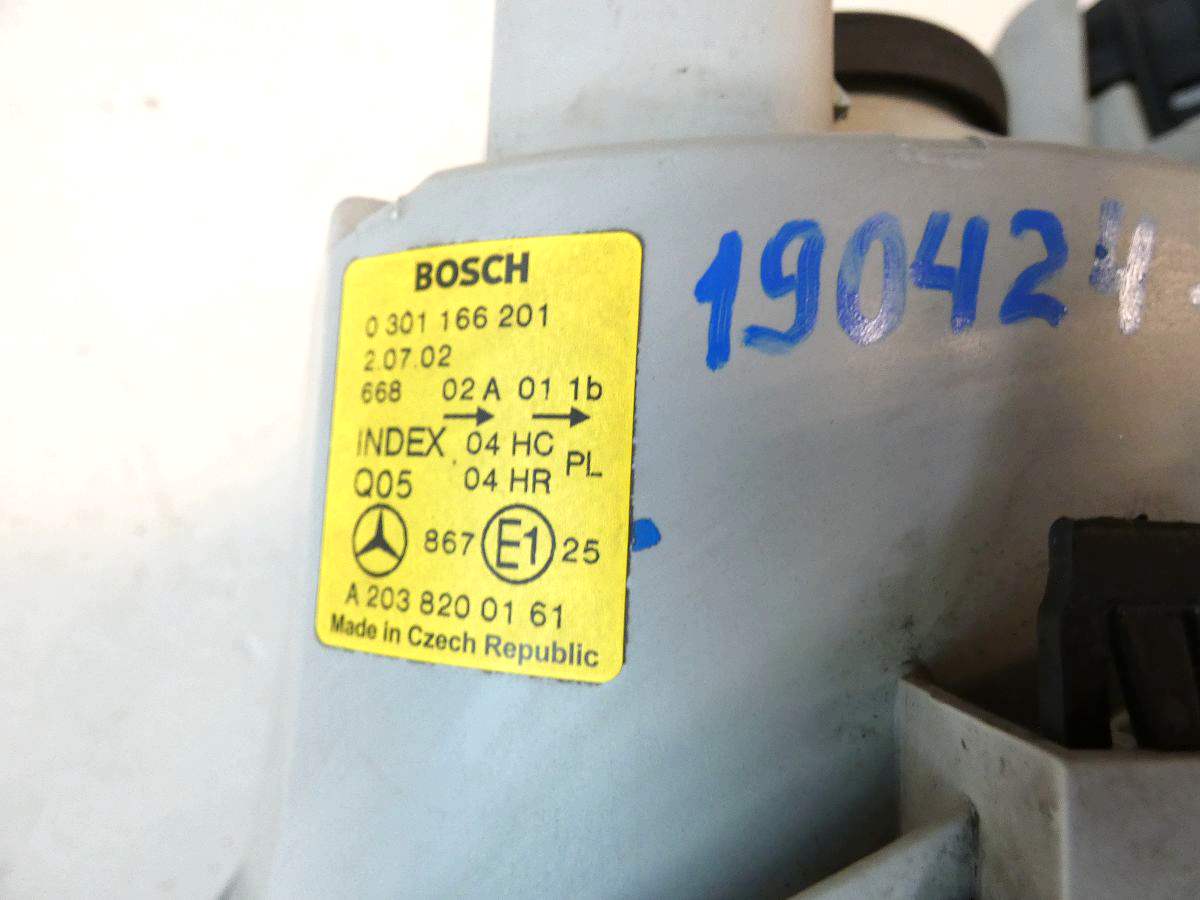 BOSCH
0 301 166 201
2.07.02
668 02 A 01 1b
INDEX 04 HC PL
Q05 04 HR
867 E1 25
A 203 820 01 61
Made in Czech Republic
190424